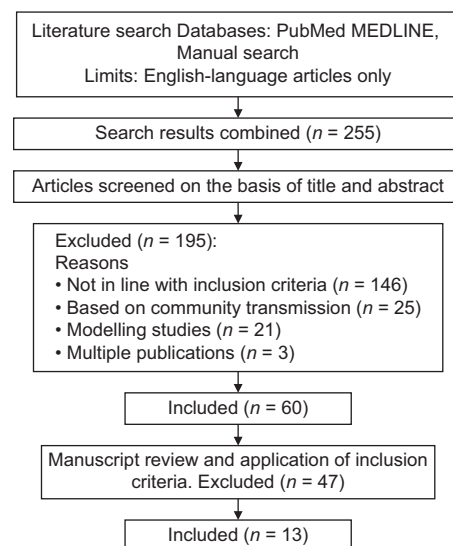 Literature search Databases: PubMed MEDLINE,
Manual search
Limits: English-language articles only
Search results combined (n = 255)
Articles screened on the basis of title and abstract
Excluded (n = 195):
Reasons
• Not in line with inclusion criteria (n = 146)
• Based on community transmission (n = 25)
• Modelling studies (n = 21)
• Multiple publications (n = 3)
Included (n = 60)
Manuscript review and application of inclusion
criteria. Excluded (n = 47)
Included (n = 13)